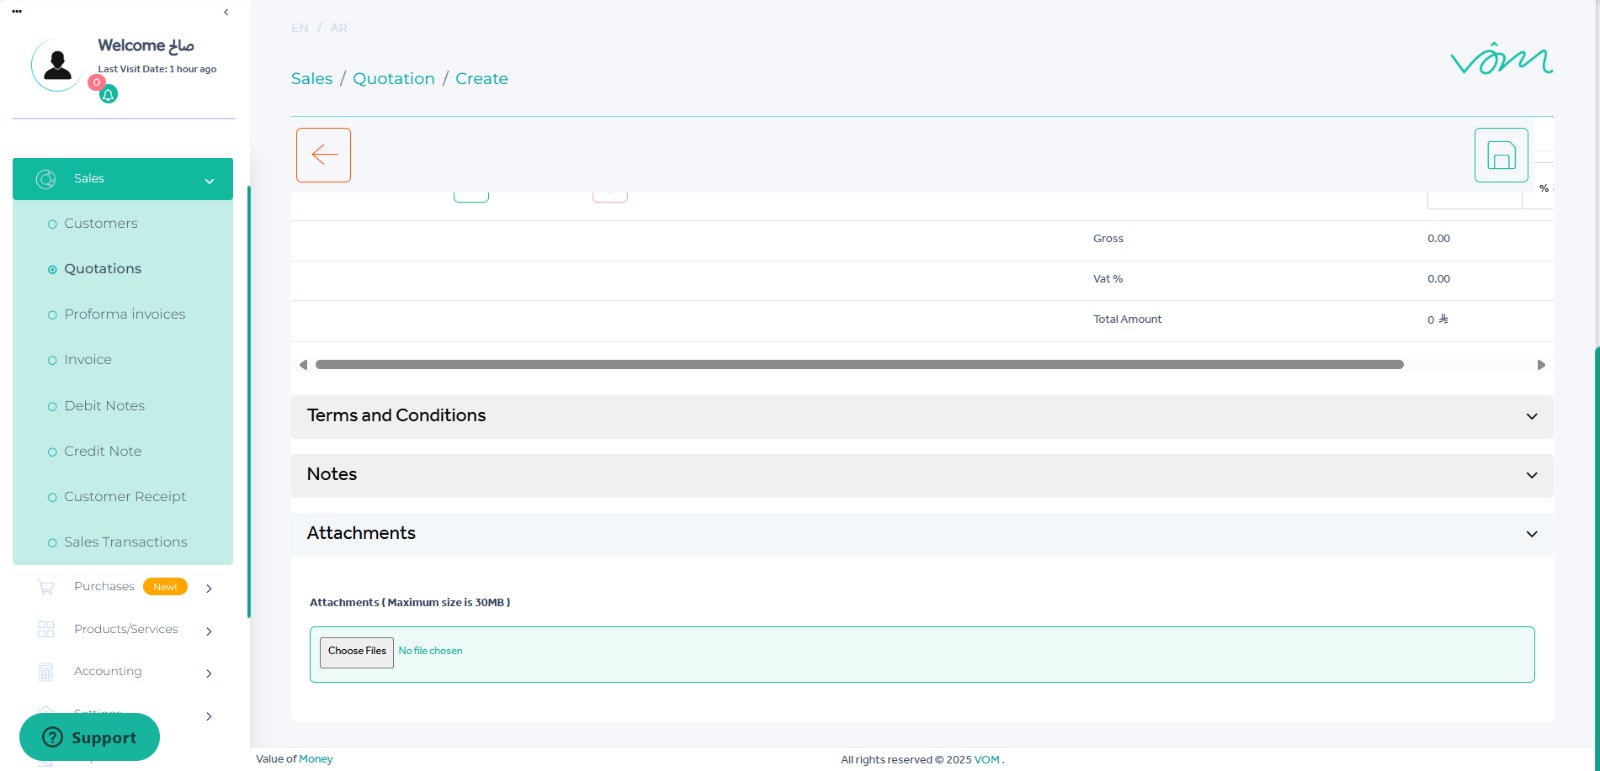 Welcome صالح
Last Visit Date: 1 hour ago
0
Sales
Customers
Quotations
Proforma invoices
Invoice
Debit Notes
Credit Note
Customer Receipt
Sales Transactions
Purchases New!
Products/Services
Accounting
Settings
Support
EN / AR
vôm
Sales / Quotation / Create
%
Gross 0.00
Vat % 0.00
Total Amount 0
Terms and Conditions
Notes
Attachments
Attachments ( Maximum size is 30MB )
Choose Files No file chosen
Value of Money
All rights reserved © 2025 VOM .